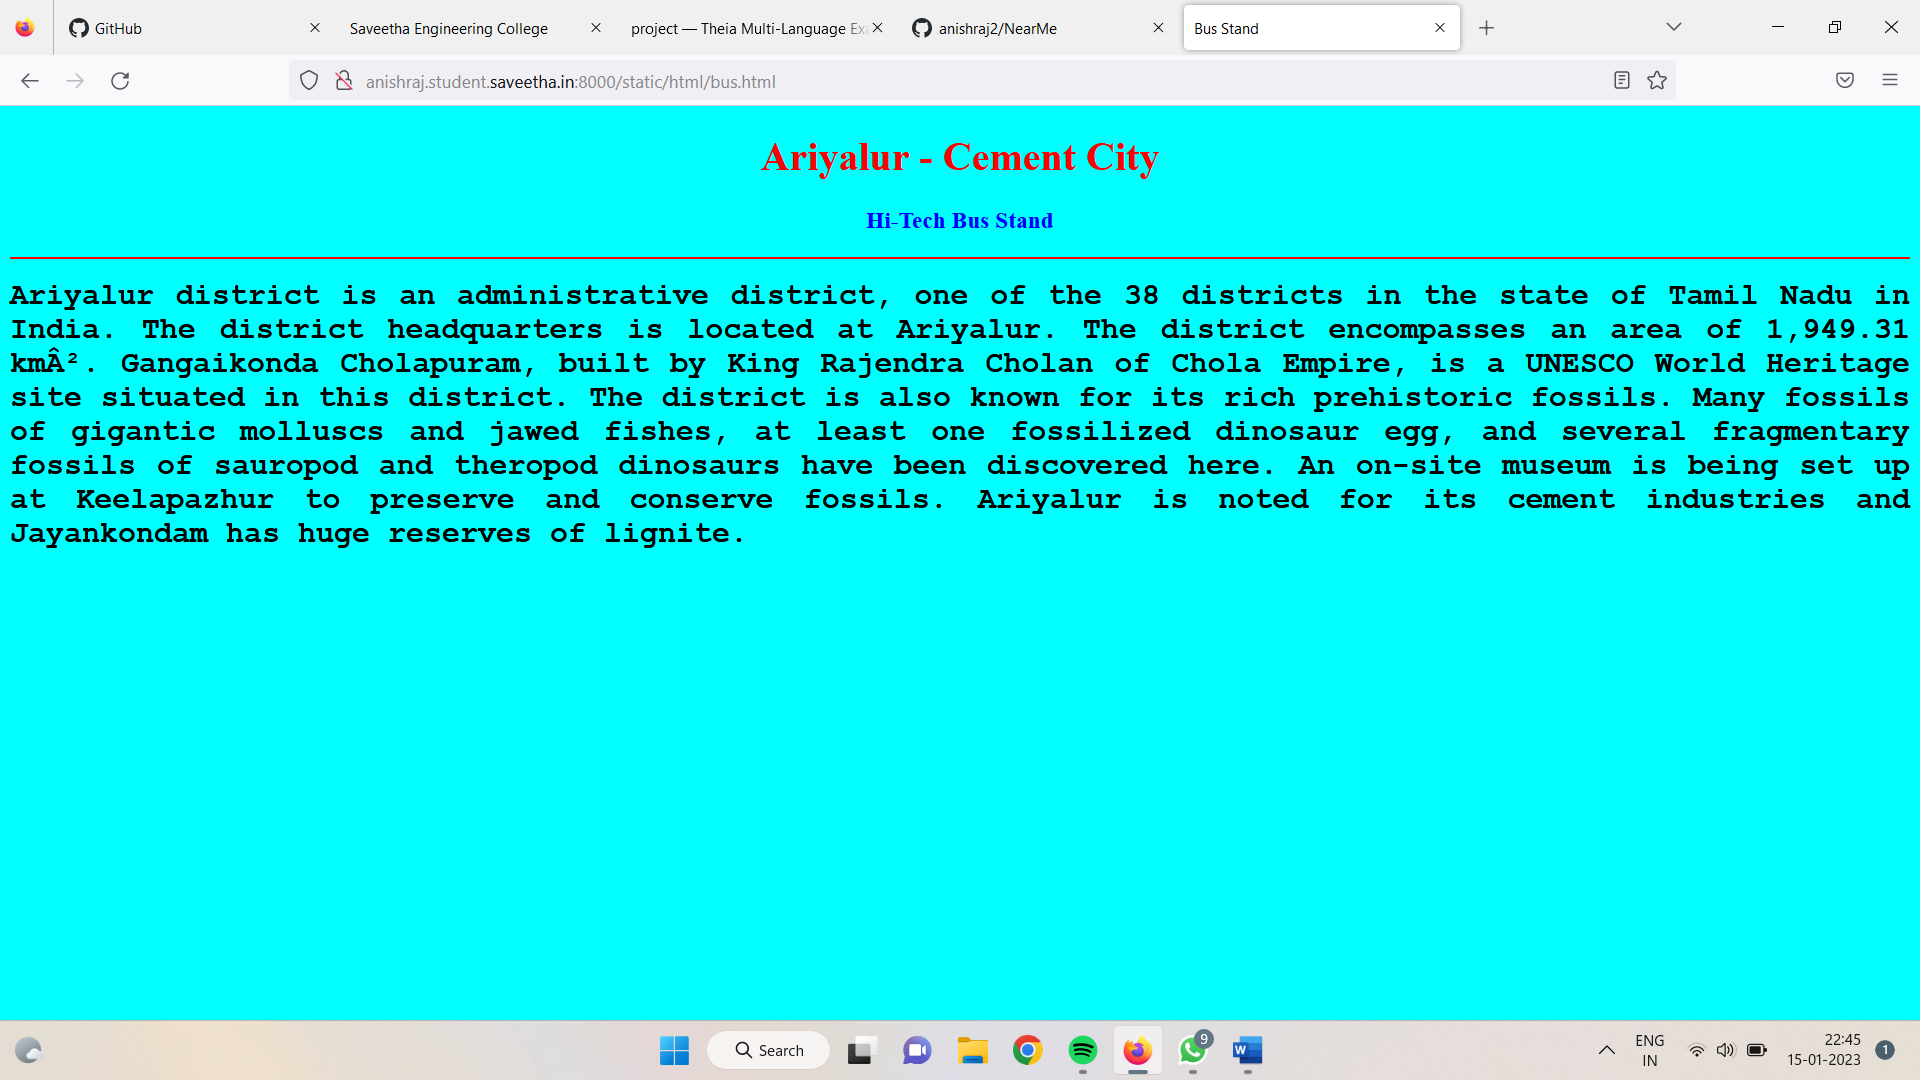 GitHub
Saveetha Engineering College
project — Theia Multi-Language Ex
anishraj2/NearMe
Bus Stand
anishraj.student.saveetha.in:8000/static/html/bus.html
Ariyalur - Cement City
Hi-Tech Bus Stand
Ariyalur district is an administrative district, one of the 38 districts in the state of Tamil Nadu in
India. The district headquarters is located at Ariyalur. The district encompasses an area of 1,949.31
kmÂ². Gangaikonda Cholapuram, built by King Rajendra Cholan of Chola Empire, is a UNESCO World Heritage
site situated in this district. The district is also known for its rich prehistoric fossils. Many fossils
of gigantic molluscs and jawed fishes, at least one fossilized dinosaur egg, and several fragmentary
fossils of sauropod and theropod dinosaurs have been discovered here. An on-site museum is being set up
at Keelapazhur to preserve and conserve fossils. Ariyalur is noted for its cement industries and
Jayankondam has huge reserves of lignite.
Search
9
W
ENG
IN
22:45
15-01-2023
1